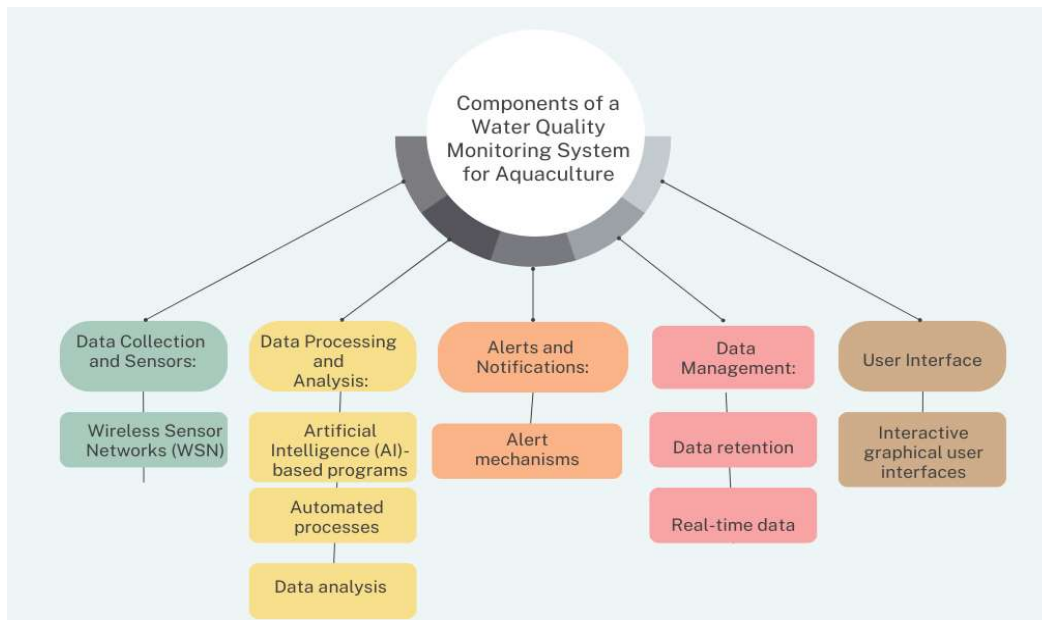 Components of a
Water Quality
Monitoring System
for Aquaculture
Data Collection
and Sensors:
Wireless Sensor
Networks (WSN)
Data Processing
and
Analysis:
Artificial
Intelligence (AI)-
based programs
Automated
processes
Data analysis
Alerts and
Notifications:
Alert
mechanisms
Data
Management:
Data retention
Real-time data
User Interface
Interactive
graphical user
interfaces